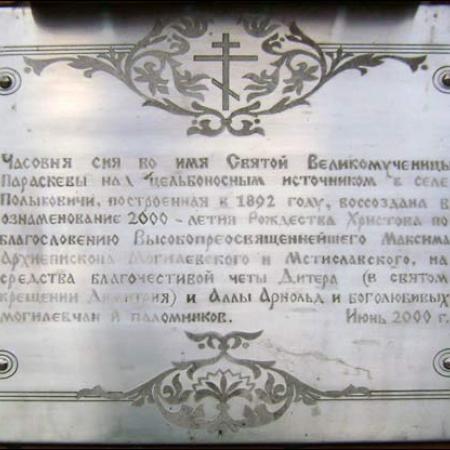 Часовня сия во имя Святой Великомученицы
Параскевы над цельбоносным источником в селе
Полыковичи, построенная в 1892 году, воссоздана в
ознаменование 2000-летия Рождества Христова по
благословению Высокопреосвященнейшего Максима
Архиепископа Могилевского и Мстиславского, на
средства благочестивой четы Дитера (в святом
крещении Димитрия) и Аллы Арнольд и боголюбивых
могилевчан и паломников. Июнь 2000 г.